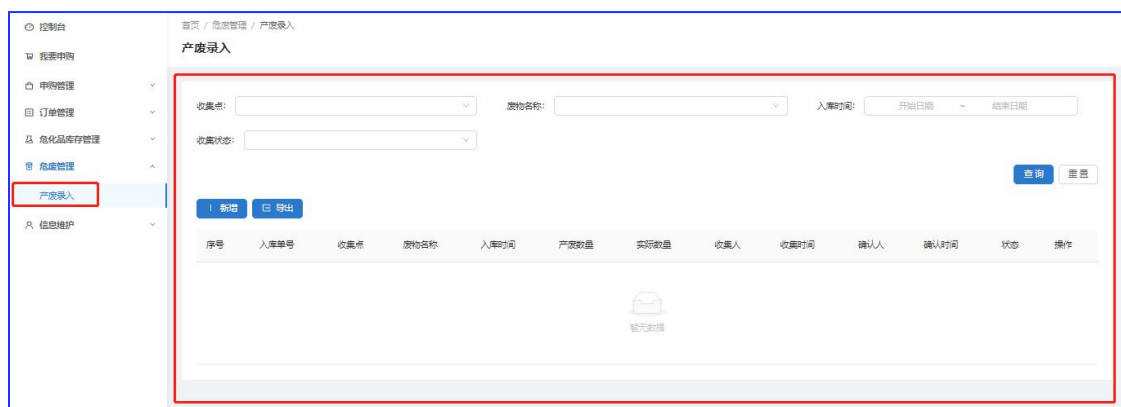 控制台
我要申购
申购管理
订单管理
危化品库存管理
危废管理
产废录入
信息维护
首页 / 危废管理 / 产废录入
产废录入
收集点: 废物名称: 入库时间: 开始日期 ~ 结束日期
收集状态:
查询 重置
新增 导出
序号 入库单号 收集点 废物名称 入库时间 产废数量 实际数量 收集人 收集时间 确认人 确认时间 状态 操作
暂无数据